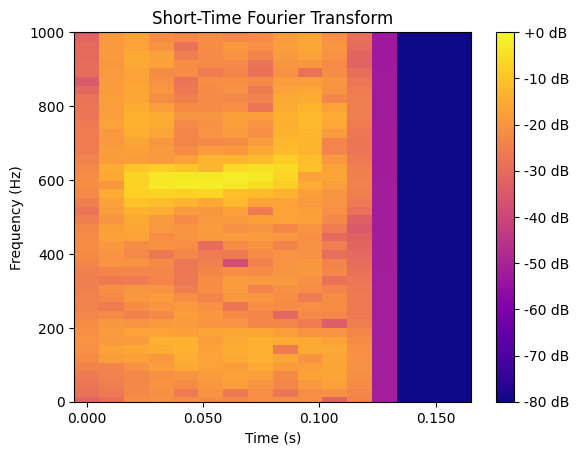 Short-Time Fourier Transform
1000
800
600
400
200
0
Frequency (Hz)
0.000
0.050
0.100
0.150
Time (s)
+0 dB
-10 dB
-20 dB
-30 dB
-40 dB
-50 dB
-60 dB
-70 dB
-80 dB